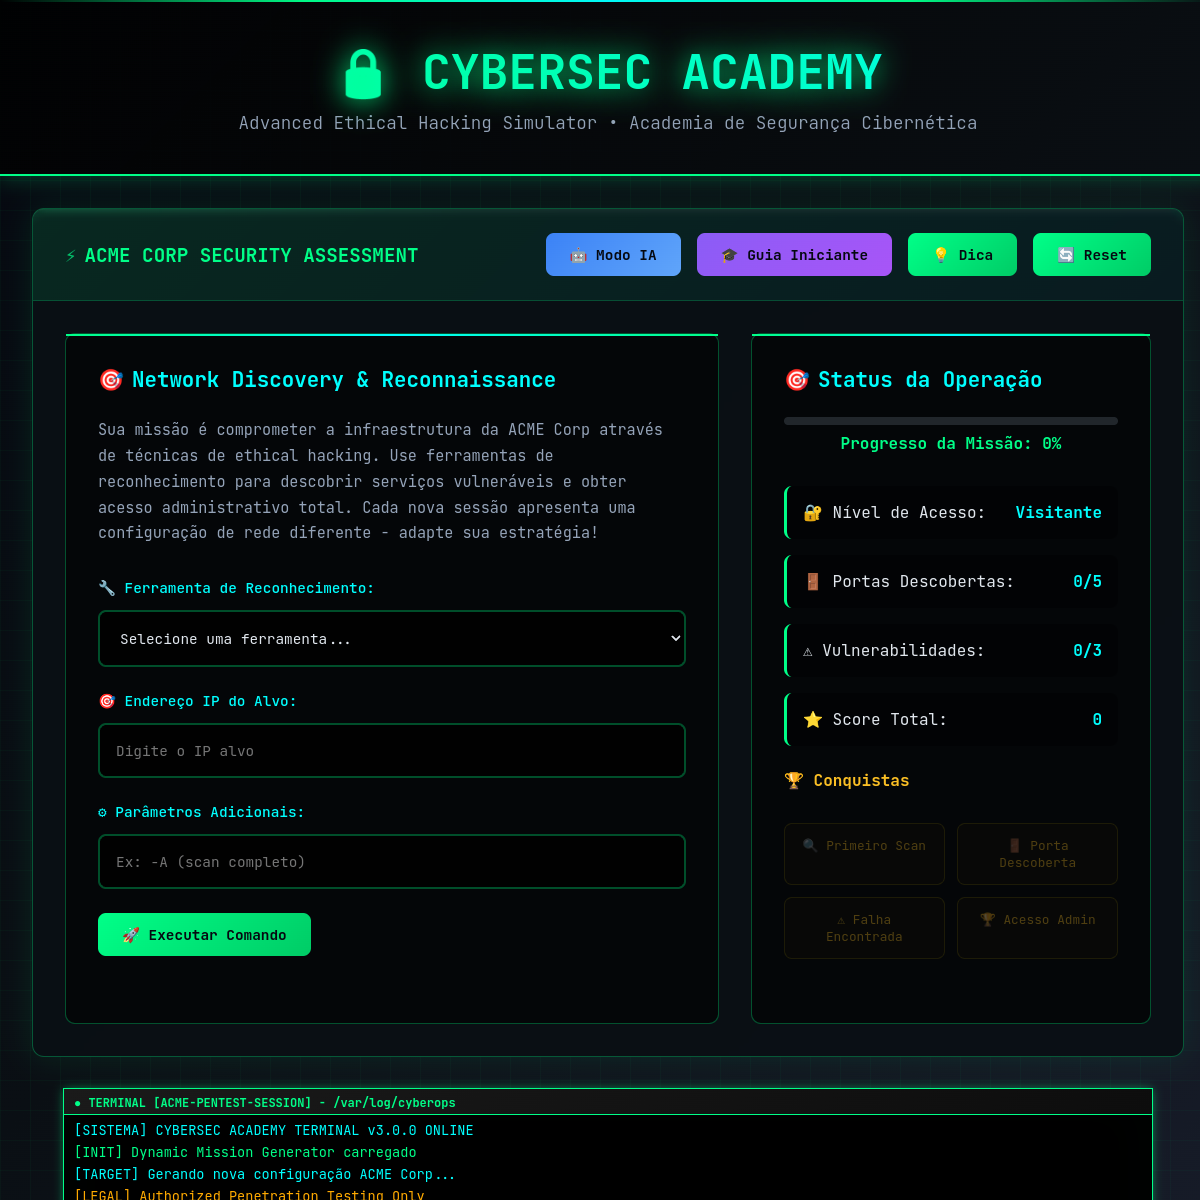 🔒 CYBERSEC ACADEMY
Advanced Ethical Hacking Simulator • Academia de Segurança Cibernética
⚡ ACME CORP SECURITY ASSESSMENT
🤖 Modo IA
🎓 Guia Iniciante
💡 Dica
🔄 Reset
🎯 Network Discovery & Reconnaissance
Sua missão é comprometer a infraestrutura da ACME Corp através
de técnicas de ethical hacking. Use ferramentas de
reconhecimento para descobrir serviços vulneráveis e obter
acesso administrativo total. Cada nova sessão apresenta uma
configuração de rede diferente - adapte sua estratégia!
🔧 Ferramenta de Reconhecimento:
Selecione uma ferramenta...
🎯 Endereço IP do Alvo:
Digite o IP alvo
⚙ Parâmetros Adicionais:
Ex: -A (scan completo)
🚀 Executar Comando
🎯 Status da Operação
Progresso da Missão: 0%
🔐 Nível de Acesso: Visitante
🚪 Portas Descobertas: 0/5
⚠ Vulnerabilidades: 0/3
⭐ Score Total: 0
🏆 Conquistas
🔍 Primeiro Scan
🚪 Porta
Descoberta
⚠ Falha
Encontrada
🏆 Acesso Admin
● TERMINAL [ACME-PENTEST-SESSION] - /var/log/cyberops
[SISTEMA] CYBERSEC ACADEMY TERMINAL v3.0.0 ONLINE
[INIT] Dynamic Mission Generator carregado
[TARGET] Gerando nova configuração ACME Corp...
[LEGAL] Authorized Penetration Testing Only